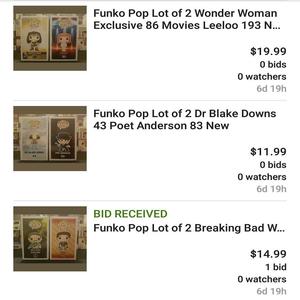 Funko Pop Lot of 2 Wonder Woman
Exclusive 86 Movies Leeloo 193 N...
$19.99
0 bids
0 watchers
6d 19h
Funko Pop Lot of 2 Dr Blake Downs
43 Poet Anderson 83 New
$11.99
0 bids
0 watchers
6d 19h
BID RECEIVED
Funko Pop Lot of 2 Breaking Bad W...
$14.99
1 bid
0 watchers
6d 19h